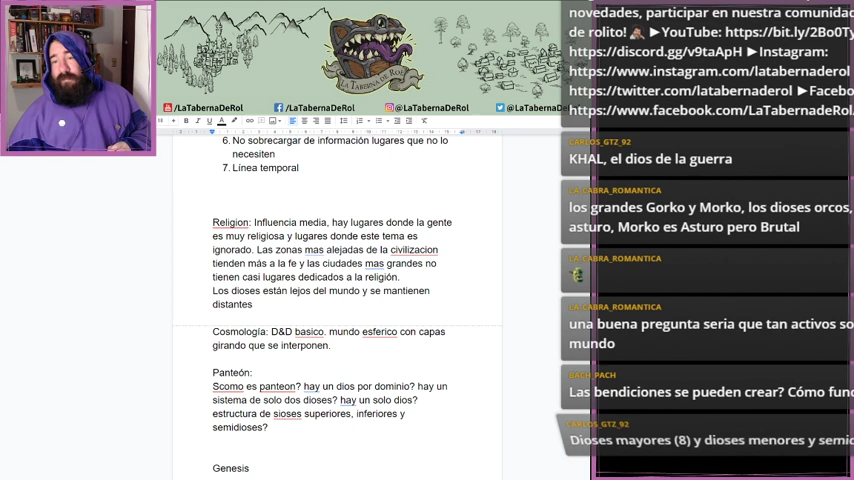 LA TABERNA DE ROL
/LaTabernaDeRol
/LaTabernaDeRol
@LaTabernaDeRol
/LaTabernaDeRol
6. No sobrecargar de información lugares que no lo
necesiten
7. Línea temporal
Religion: Influencia media, hay lugares donde la gente
es muy religiosa y lugares donde este tema es
ignorado. Las zonas mas alejadas de la civilizacion
tienden más a la fe y las ciudades mas grandes no
tienen casi lugares dedicados a la religión.
Los dioses están lejos del mundo y se mantienen
distantes
Cosmología: D&D basico. mundo esferico con capas
girando que se interponen.
Panteón:
Scomo es panteon? hay un dios por dominio? hay un
sistema de solo dos dioses? hay un solo dios?
estructura de sioses superiores, inferiores y
semidioses?
Genesis
novedades, participar en nuestra comunidad
de rolito! ►YouTube: https://bit.ly/2Bo0Ty
https://discord.gg/v9taApH ►Instagram:
https://www.instagram.com/latabernaderol
https://twitter.com/latabernaderol ►Facebo
https://www.facebook.com/LaTabernadeRol
CARLOS_GTZ_92
KHAL, el dios de la guerra
LA_CABRA_ROMANTICA
los grandes Gorko y Morko, los dioses orcos,
asturo, Morko es Asturo pero Brutal
LA_CABRA_ROMANTICA
LA_CABRA_ROMANTICA
una buena pregunta seria que tan activos so
mundo
BACH_PACH
Las bendiciones se pueden crear? Cómo fun
CARLOS_GTZ_92
Dioses mayores (8) y dioses menores y semi